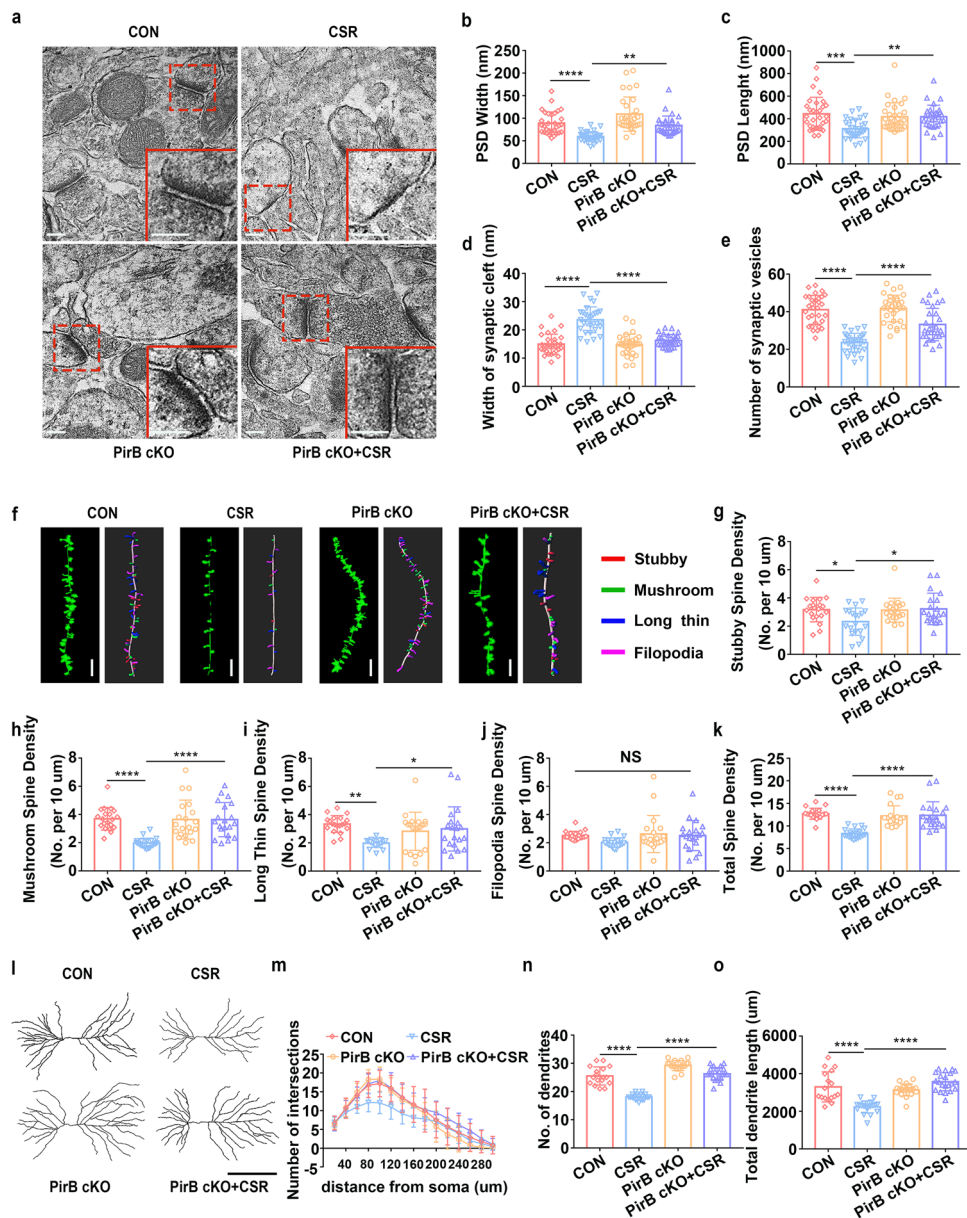 a
CON
CSR
PirB cKO
PirB cKO+CSR
b
PSD Width (nm)
250
200
150
100
50
0
****
**
CON
CSR
PirB cKO
PirB cKO+CSR
c
PSD Lenght (nm)
1000
800
600
400
200
0
***
**
CON
CSR
PirB cKO
PirB cKO+CSR
d
Width of synaptic cleft (nm)
40
30
20
10
0
****
****
CON
CSR
PirB cKO
PirB cKO+CSR
e
Number of synaptic vesicles
80
60
40
20
0
****
****
CON
CSR
PirB cKO
PirB cKO+CSR
f
CON
CSR
PirB cKO
PirB cKO+CSR
Stubby
Mushroom
Long thin
Filopodia
g
Stubby Spine Density
(No. per 10 um)
8
6
4
2
0
*
*
CON
CSR
PirB cKO
PirB cKO+CSR
h
Mushroom Spine Density
(No. per 10 um)
8
6
4
2
0
****
****
CON
CSR
PirB cKO
PirB cKO+CSR
i
Long Thin Spine Density
(No. per 10 um)
8
6
4
2
0
**
*
CON
CSR
PirB cKO
PirB cKO+CSR
j
Filopodia Spine Density
(No. per 10 um)
8
6
4
2
0
NS
CON
CSR
PirB cKO
PirB cKO+CSR
k
Total Spine Density
(No. per 10 um)
25
20
15
10
5
0
****
****
CON
CSR
PirB cKO
PirB cKO+CSR
l
CON
CSR
PirB cKO
PirB cKO+CSR
m
CON
CSR
PirB cKO
PirB cKO+CSR
Number of intersections
25
20
15
10
5
0
-5
40
80
120
160
200
240
280
distance from soma (um)
n
No. of dendrites
40
30
20
10
0
****
****
CON
CSR
PirB cKO
PirB cKO+CSR
o
Total dendrite length (um)
6000
4000
2000
0
****
****
CON
CSR
PirB cKO
PirB cKO+CSR